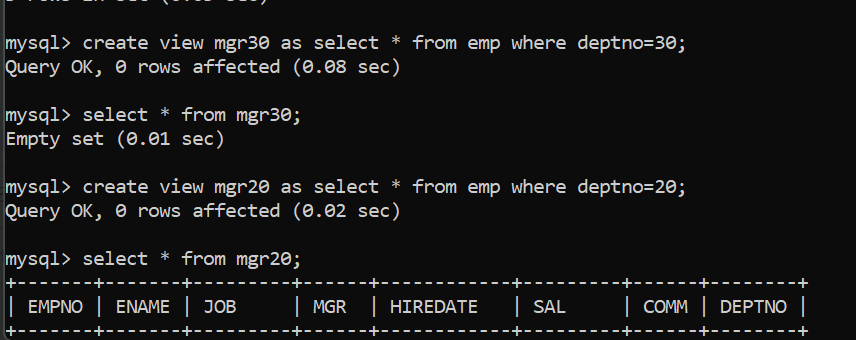 mysql> create view mgr30 as select * from emp where deptno=30;
Query OK, 0 rows affected (0.08 sec)
mysql> select * from mgr30;
Empty set (0.01 sec)
mysql> create view mgr20 as select * from emp where deptno=20;
Query OK, 0 rows affected (0.02 sec)
mysql> select * from mgr20;
+-------+-------+---------+------+------------+---------+------+--------+
| EMPNO | ENAME | JOB     | MGR  | HIREDATE   | SAL     | COMM | DEPTNO |
+-------+-------+---------+------+------------+---------+------+--------+